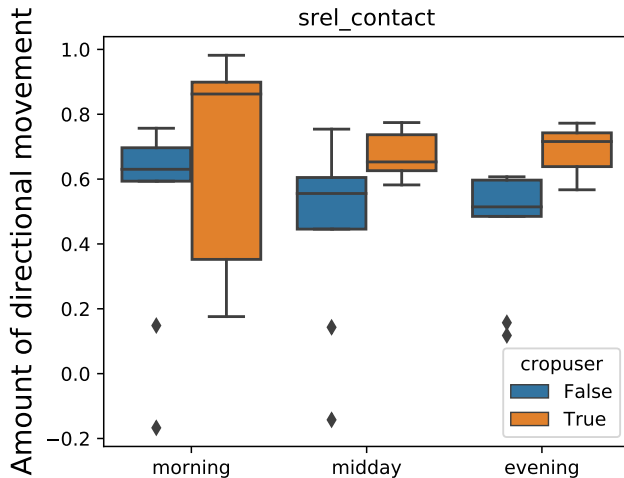 srel_contact
Amount of directional movement
1.0
0.8
0.6
0.4
0.2
0.0
−0.2
morning midday evening
cropuser
False
True